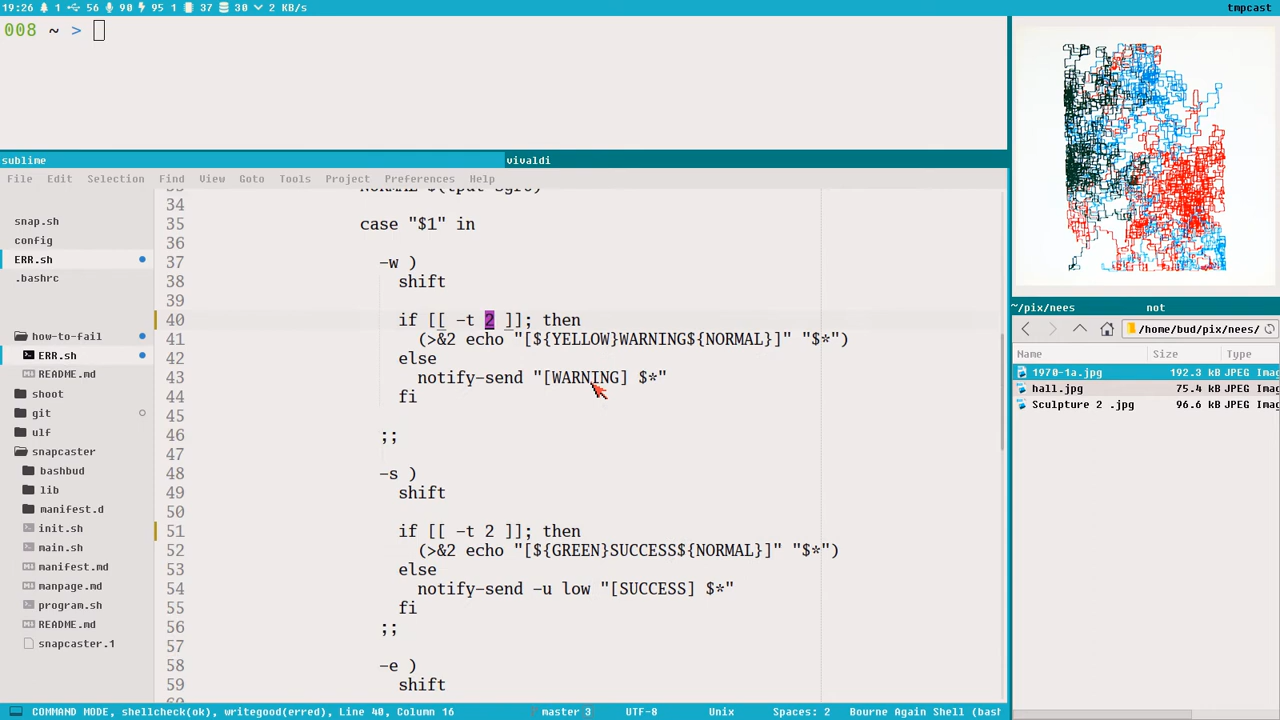 19:26 1 56 90 95 1 37 30 2 KB/s tmpcast
008 ~ >
sublime vivaldi
File Edit Selection Find View Goto Tools Project Preferences Help
snap.sh
config
ERR.sh
.bashrc
how-to-fail
ERR.sh
README.md
shoot
git
ulf
snapcaster
bashbud
lib
manifest.d
init.sh
main.sh
manifest.md
manpage.md
program.sh
README.md
snapcaster.1
34
35 case "$1" in
36
37 -w )
38 shift
39
40 if [[ -t 2 ]]; then
41 (>&2 echo "[${YELLOW}WARNING${NORMAL}]" "$*")
42 else
43 notify-send "[WARNING] $*"
44 fi
45
46 ;;
47
48 -s )
49 shift
50
51 if [[ -t 2 ]]; then
52 (>&2 echo "[${GREEN}SUCCESS${NORMAL}]" "$*")
53 else
54 notify-send -u low "[SUCCESS] $*"
55 fi
56 ;;
57
58 -e )
59 shift
COMMAND MODE, shellcheck(ok), writegood(erred), Line 40, Column 16 master 3 UTF-8 Unix Spaces: 2 Bourne Again Shell (bash
not
/home/bud/pix/nees/
Name Size Type
1970-1a.jpg 192.3 kB JPEG Imag
hall.jpg 75.4 kB JPEG Imag
Sculpture 2 .jpg 96.6 kB JPEG Imag